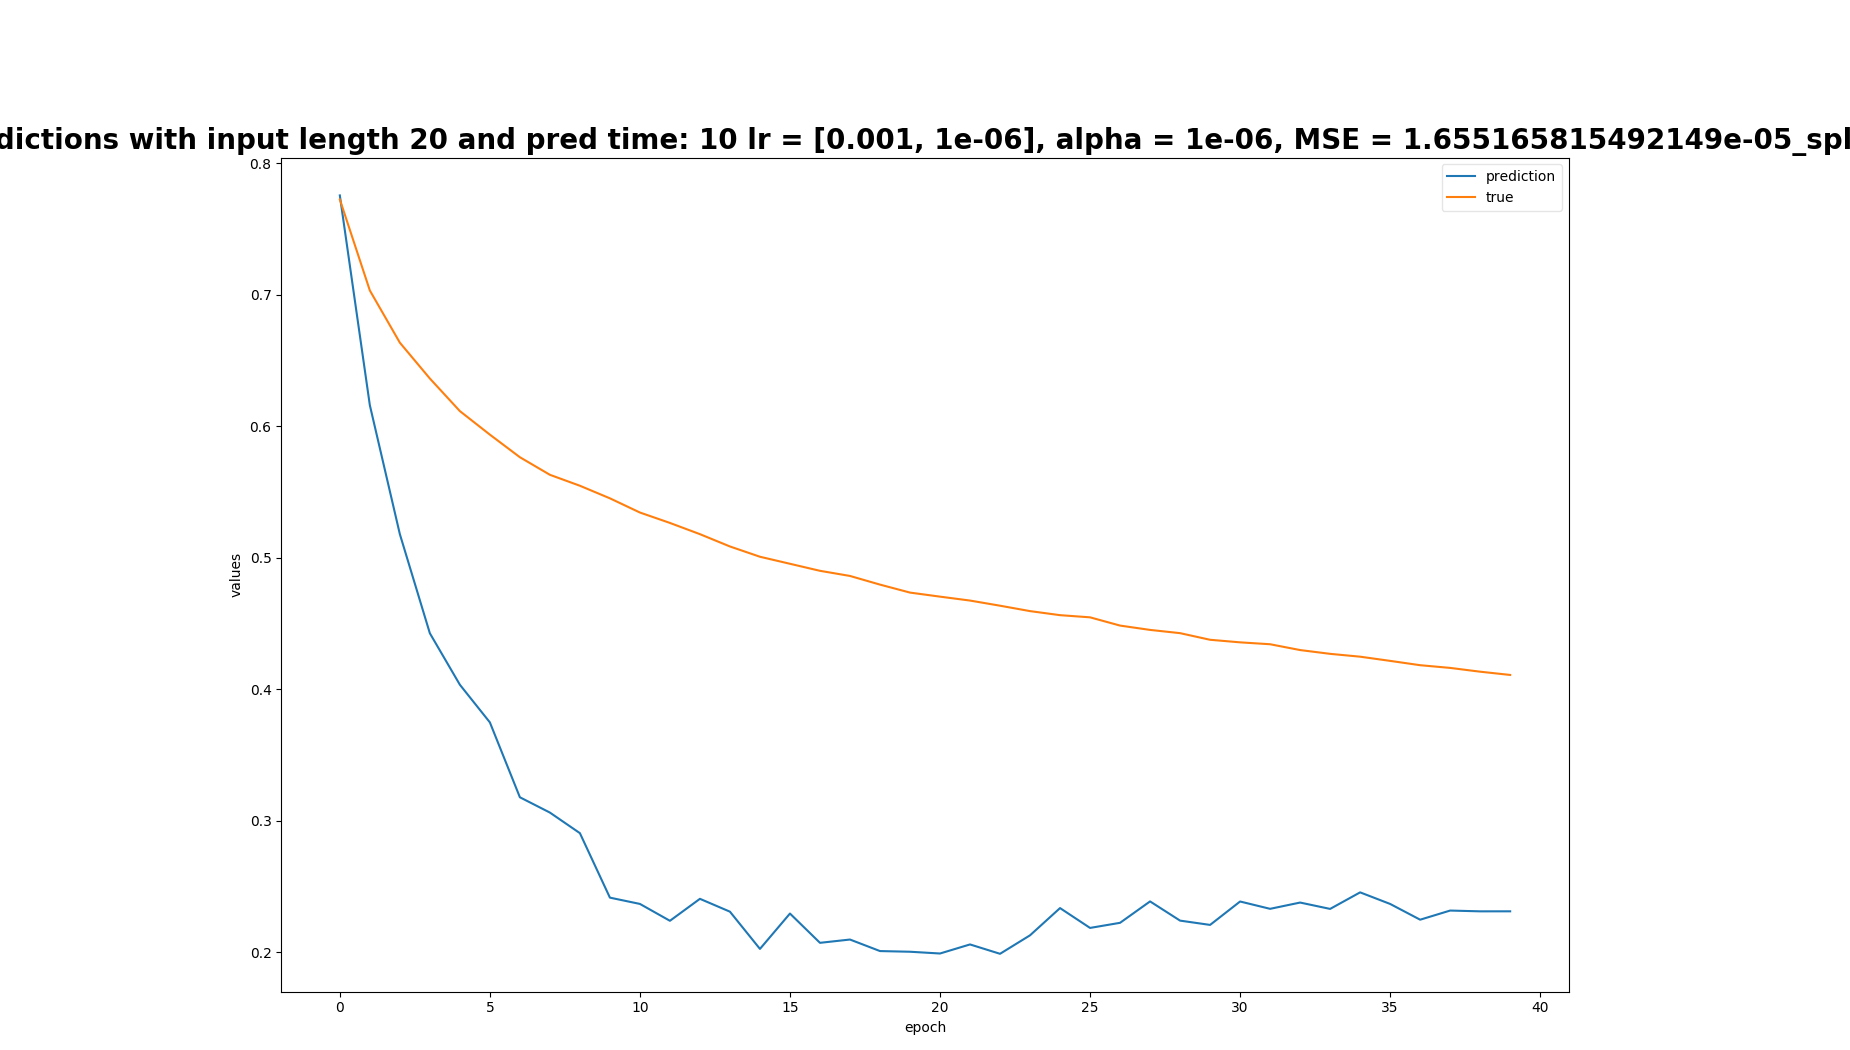 dictions with input length 20 and pred time: 10 lr = [0.001, 1e-06], alpha = 1e-06, MSE = 1.655165815492149e-05_spl
prediction
true
0.8
0.7
0.6
0.5
0.4
0.3
0.2
values
0 5 10 15 20 25 30 35 40
epoch